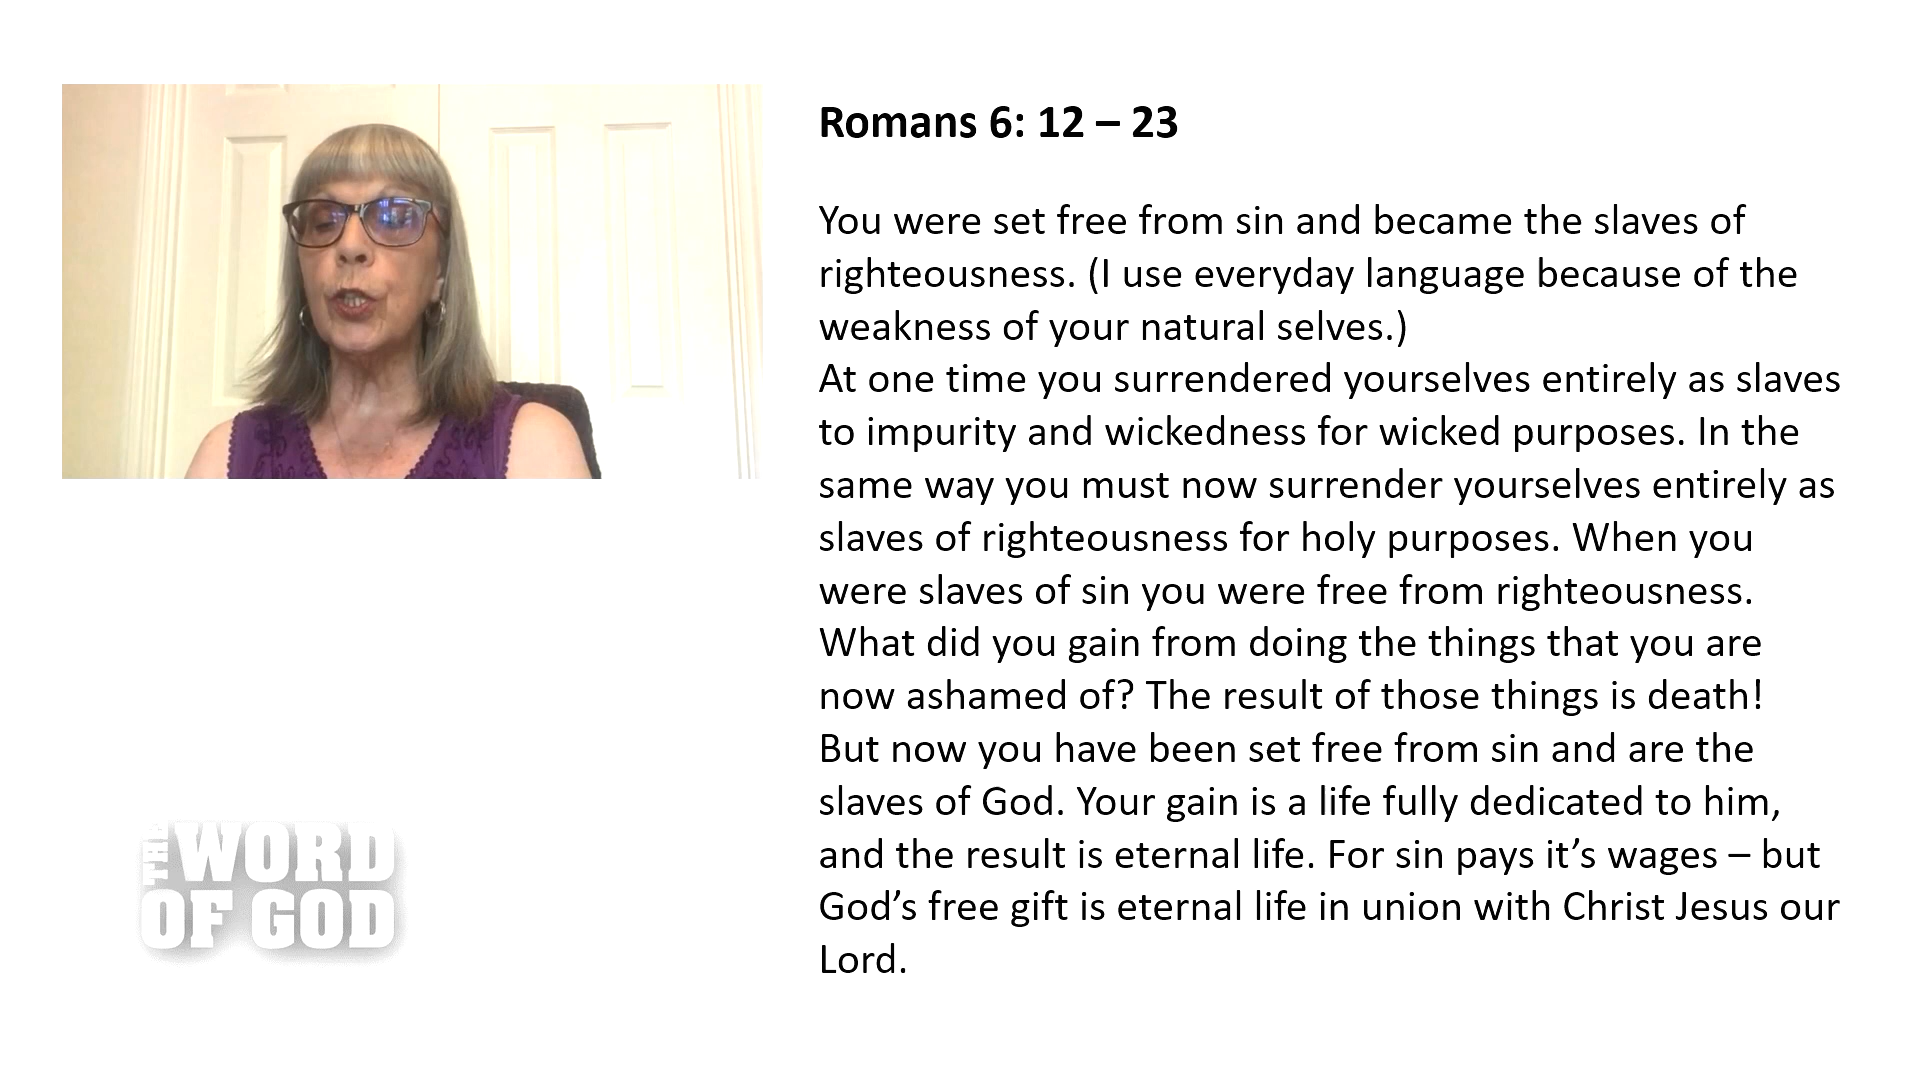 Romans 6: 12 – 23
You were set free from sin and became the slaves of
righteousness. (I use everyday language because of the
weakness of your natural selves.)
At one time you surrendered yourselves entirely as slaves
to impurity and wickedness for wicked purposes. In the
same way you must now surrender yourselves entirely as
slaves of righteousness for holy purposes. When you
were slaves of sin you were free from righteousness.
What did you gain from doing the things that you are
now ashamed of? The result of those things is death!
But now you have been set free from sin and are the
slaves of God. Your gain is a life fully dedicated to him,
and the result is eternal life. For sin pays it’s wages – but
God’s free gift is eternal life in union with Christ Jesus our
Lord.
THE WORD
OF GOD